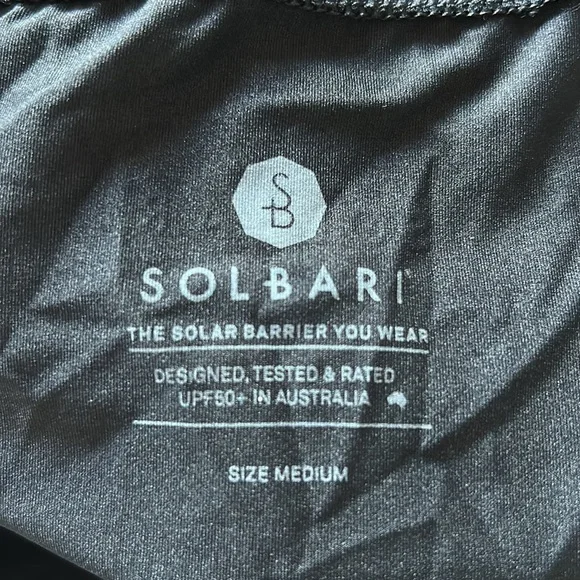 SB
SOLBARI
THE SOLAR BARRIER YOU WEAR
DESIGNED, TESTED & RATED
UPF50+ IN AUSTRALIA
SIZE MEDIUM